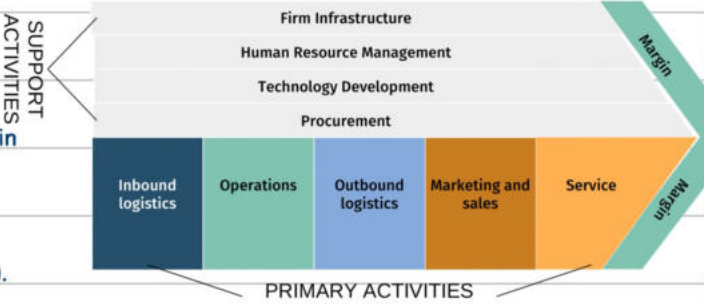 SUPPORT
ACTIVITIES
Firm Infrastructure
Human Resource Management
Technology Development
Procurement
Margin
in
Inbound
logistics
Operations
Outbound
logistics
Marketing and
sales
Service
Margin
).
PRIMARY ACTIVITIES